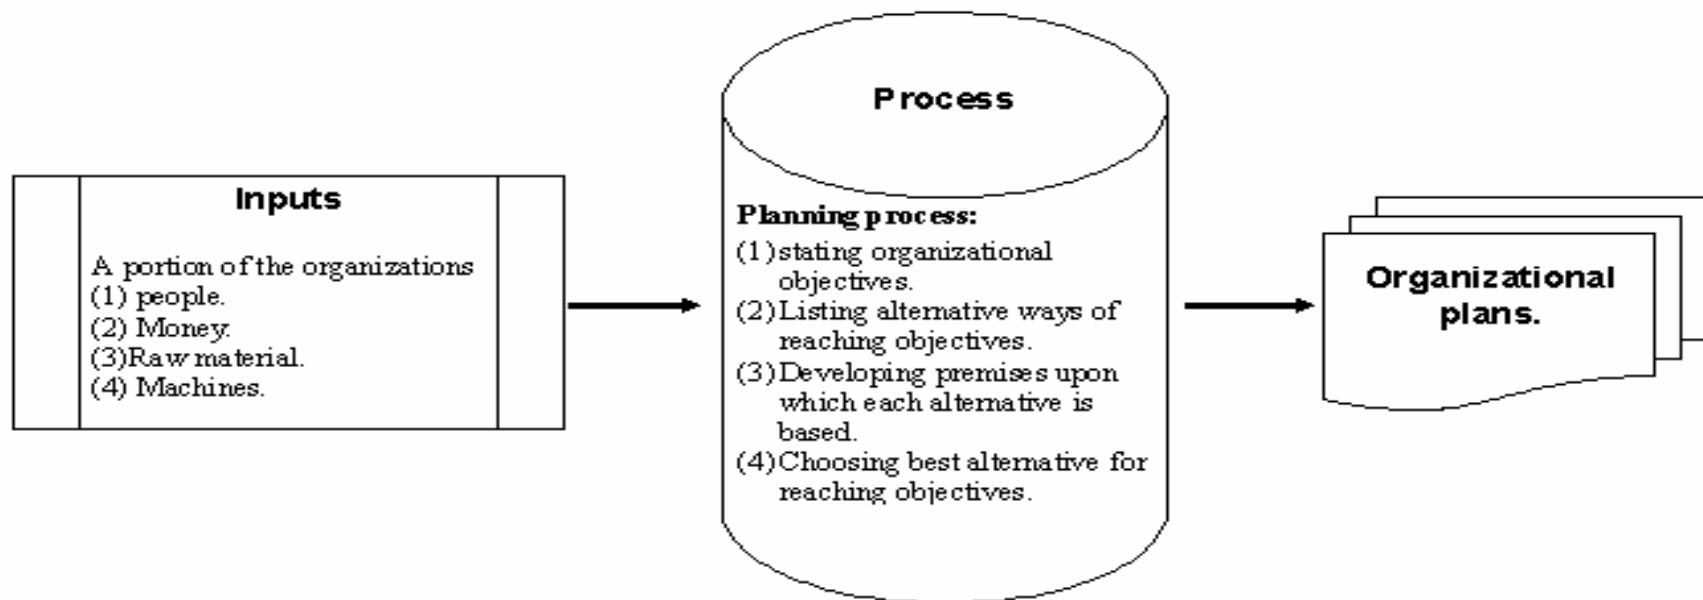 Inputs
A portion of the organizations
(1) people.
(2) Money.
(3)Raw material.
(4) Machines.
Process
Planning process:
(1)stating organizational
objectives.
(2)Listing alternative ways of
reaching objectives.
(3)Developing premises upon
which each alternative is
based.
(4)Choosing best alternative for
reaching objectives.
Organizational
plans.